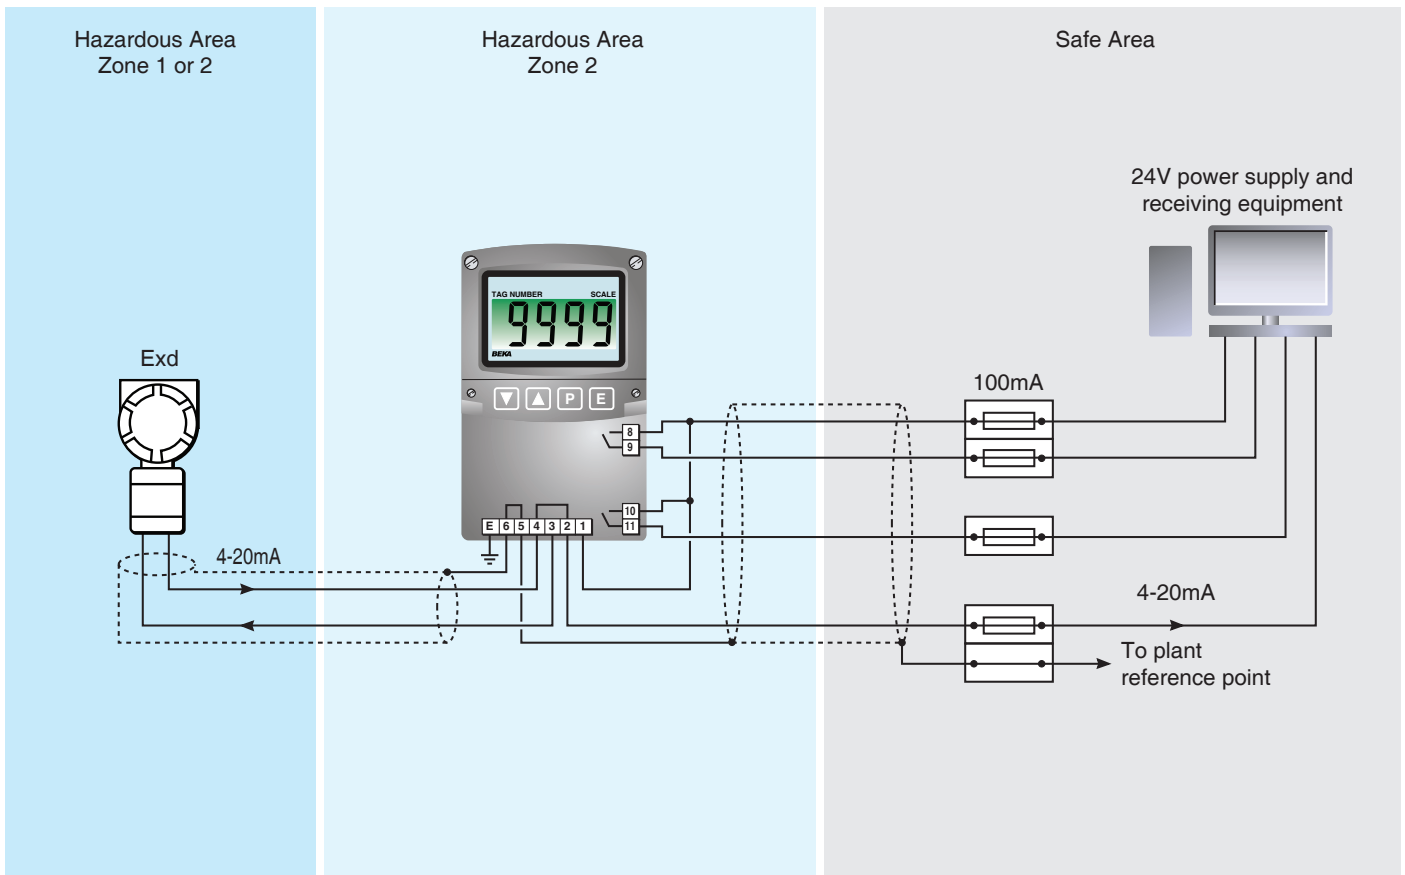 Hazardous Area
Zone 1 or 2
Hazardous Area
Zone 2
Safe Area
24V power supply and
receiving equipment
TAG NUMBER SCALE
9999
BEKA
Exd
P E
100mA
8
9
10
11
E 6 5 4 3 2 1
4-20mA
4-20mA
To plant
reference point